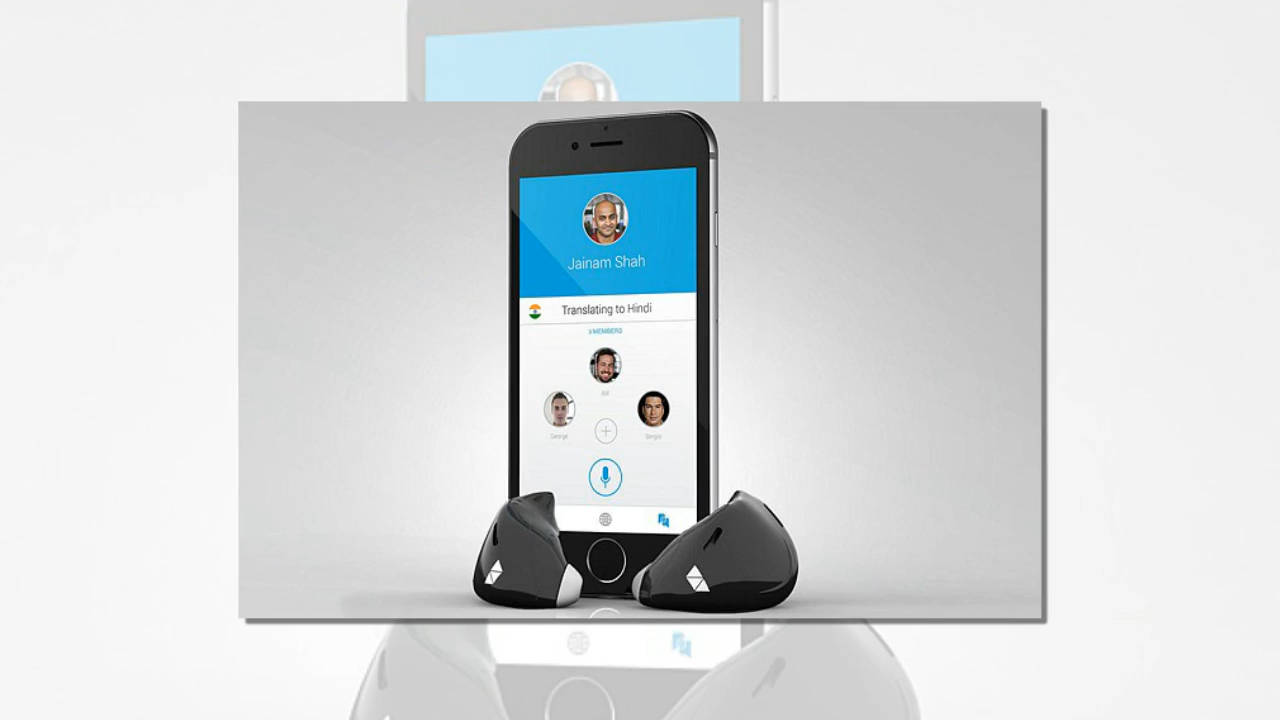 Jainam Shah
Translating to Hindi
3 MEMBERS
Bill
George
Sergio